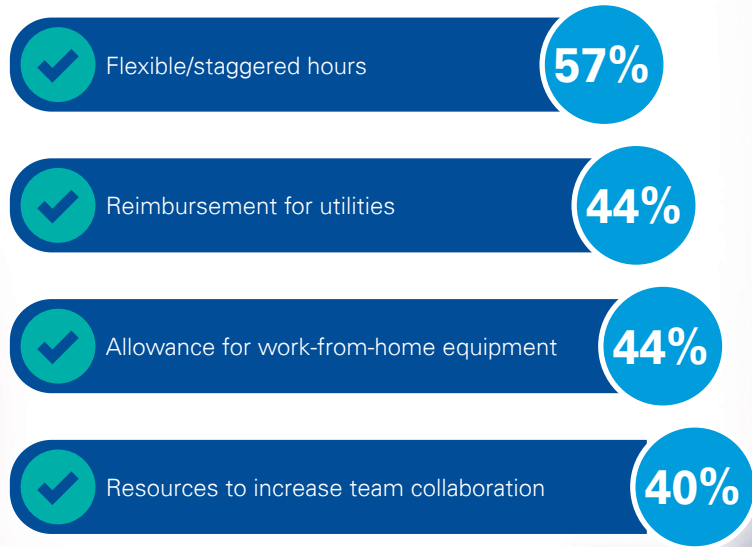 Flexible/staggered hours 57%
Reimbursement for utilities 44%
Allowance for work-from-home equipment 44%
Resources to increase team collaboration 40%